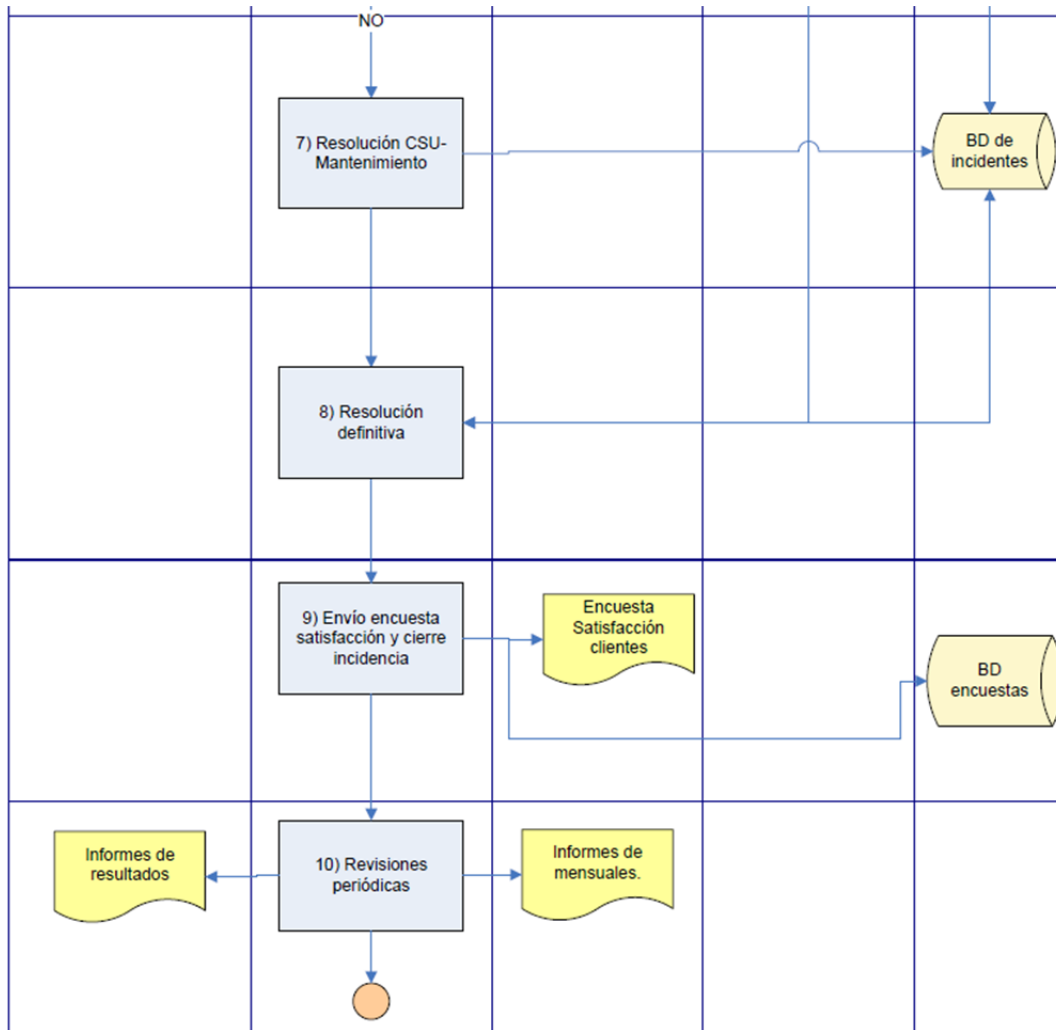 NO
7) Resolución CSU-
Mantenimiento
BD de
incidentes
8) Resolución
definitiva
9) Envío encuesta
satisfacción y cierre
incidencia
Encuesta
Satisfacción
clientes
BD
encuestas
Informes de
resultados
10) Revisiones
periódicas
Informes de
mensuales.